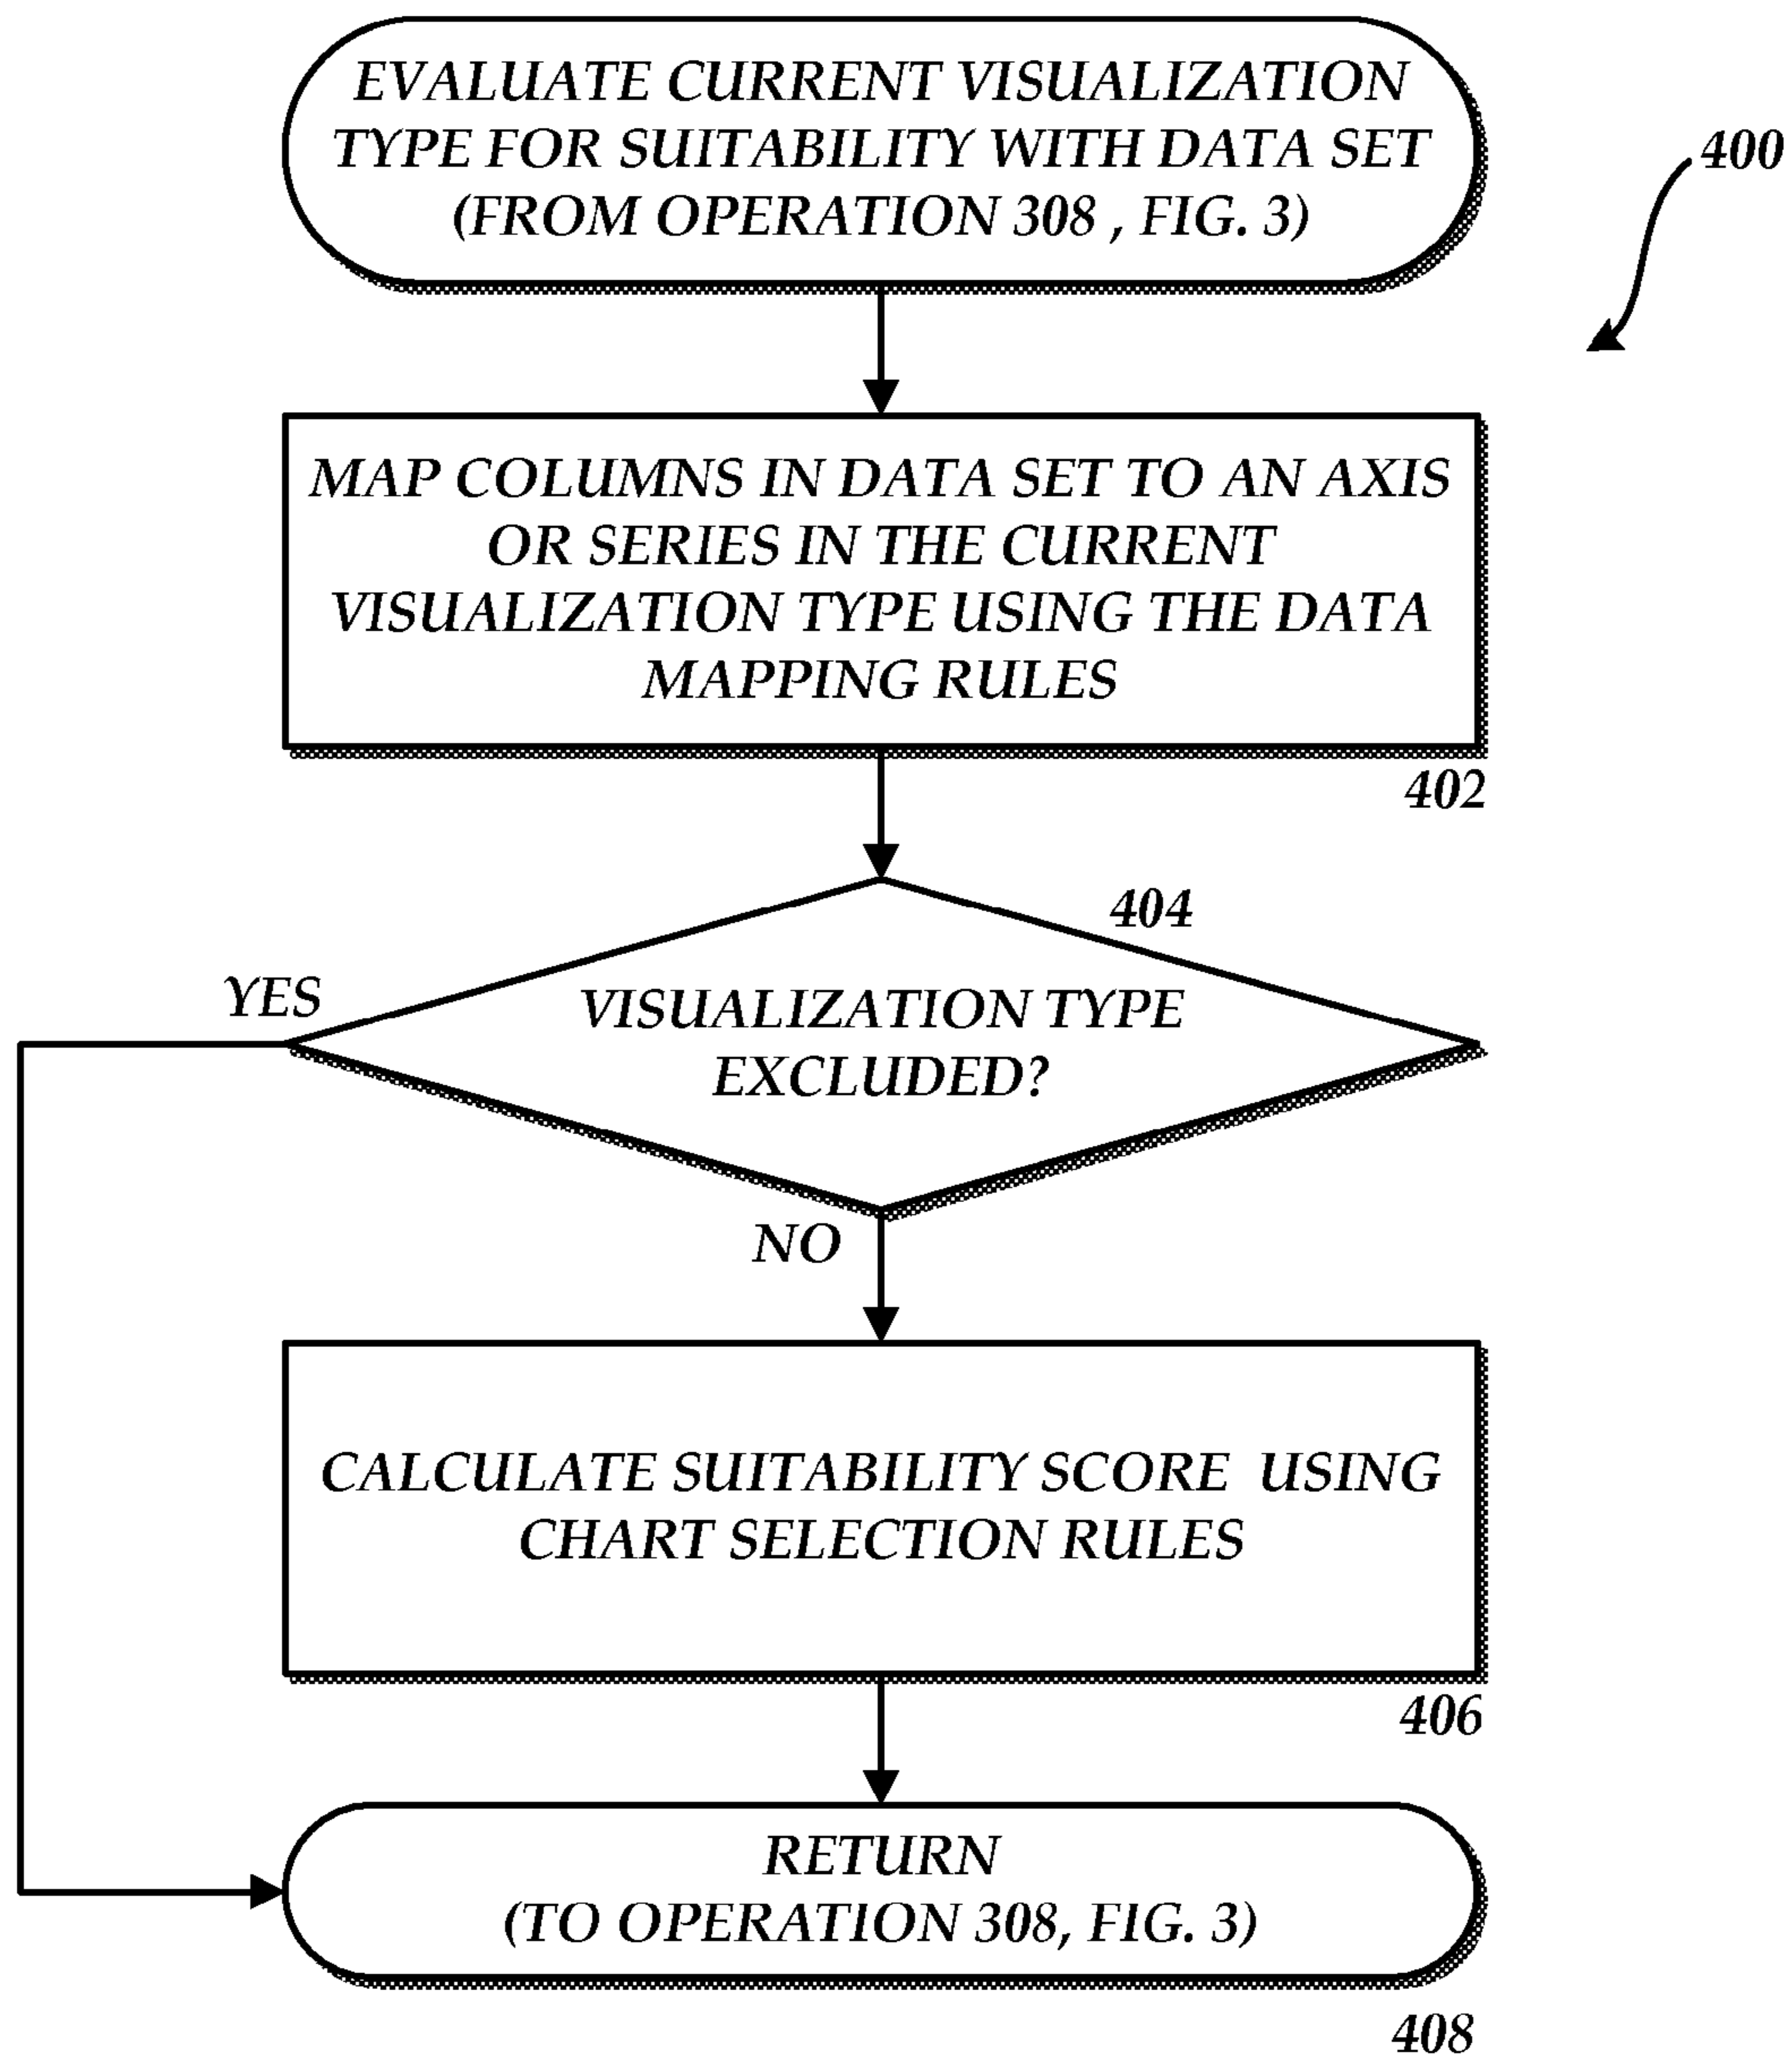 EVALUATE CURRENT VISUALIZATION
TYPE FOR SUITABILITY WITH DATA SET
(FROM OPERATION 308 , FIG. 3)
400
MAP COLUMNS IN DATA SET TO AN AXIS
OR SERIES IN THE CURRENT
VISUALIZATION TYPE USING THE DATA
MAPPING RULES
402
404
YES
VISUALIZATION TYPE
EXCLUDED?
NO
CALCULATE SUITABILITY SCORE  USING
CHART SELECTION RULES
406
RETURN
(TO OPERATION 308, FIG. 3)
408